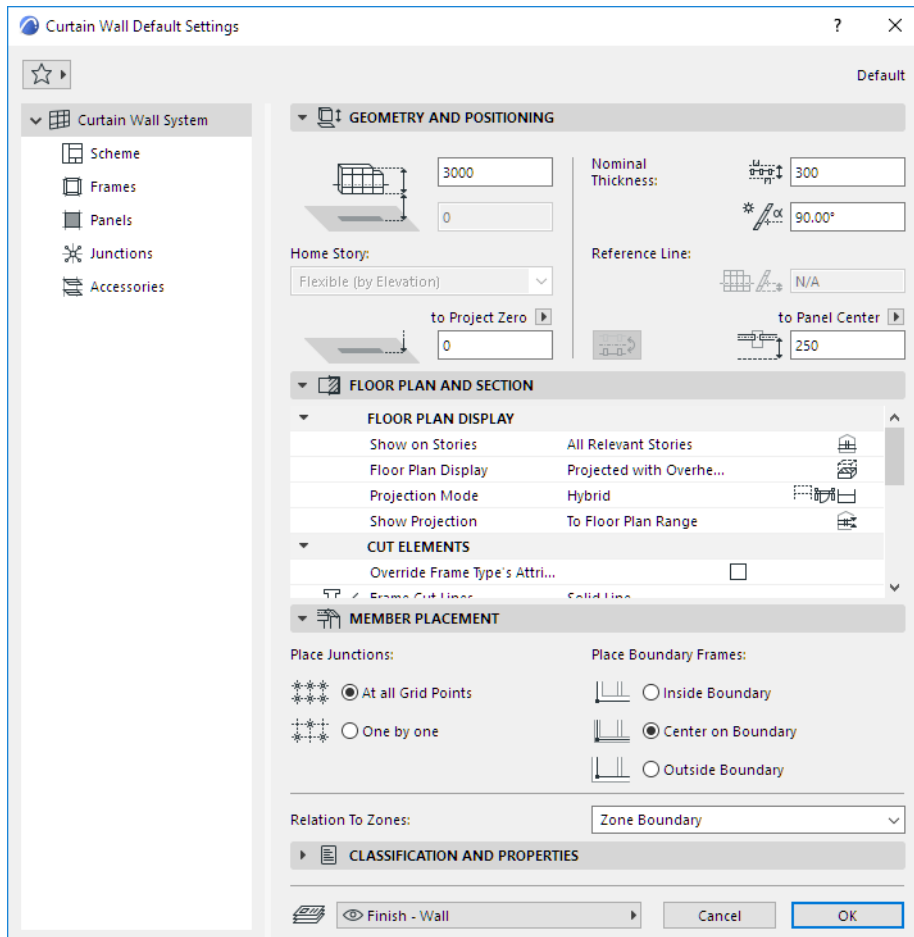 Curtain Wall Default Settings
Default
Curtain Wall System
Scheme
Frames
Panels
Junctions
Accessories
GEOMETRY AND POSITIONING
3000
0
Home Story:
Flexible (by Elevation)
to Project Zero
0
Nominal
Thickness:
300
α 90.00°
Reference Line:
N/A
to Panel Center
250
FLOOR PLAN AND SECTION
FLOOR PLAN DISPLAY
Show on Stories All Relevant Stories
Floor Plan Display Projected with Overhe...
Projection Mode Hybrid
Show Projection To Floor Plan Range
CUT ELEMENTS
Override Frame Type's Attri...
Frame Cut Lines Solid Line
MEMBER PLACEMENT
Place Junctions:
At all Grid Points
One by one
Place Boundary Frames:
Inside Boundary
Center on Boundary
Outside Boundary
Relation To Zones: Zone Boundary
CLASSIFICATION AND PROPERTIES
Finish - Wall
Cancel
OK